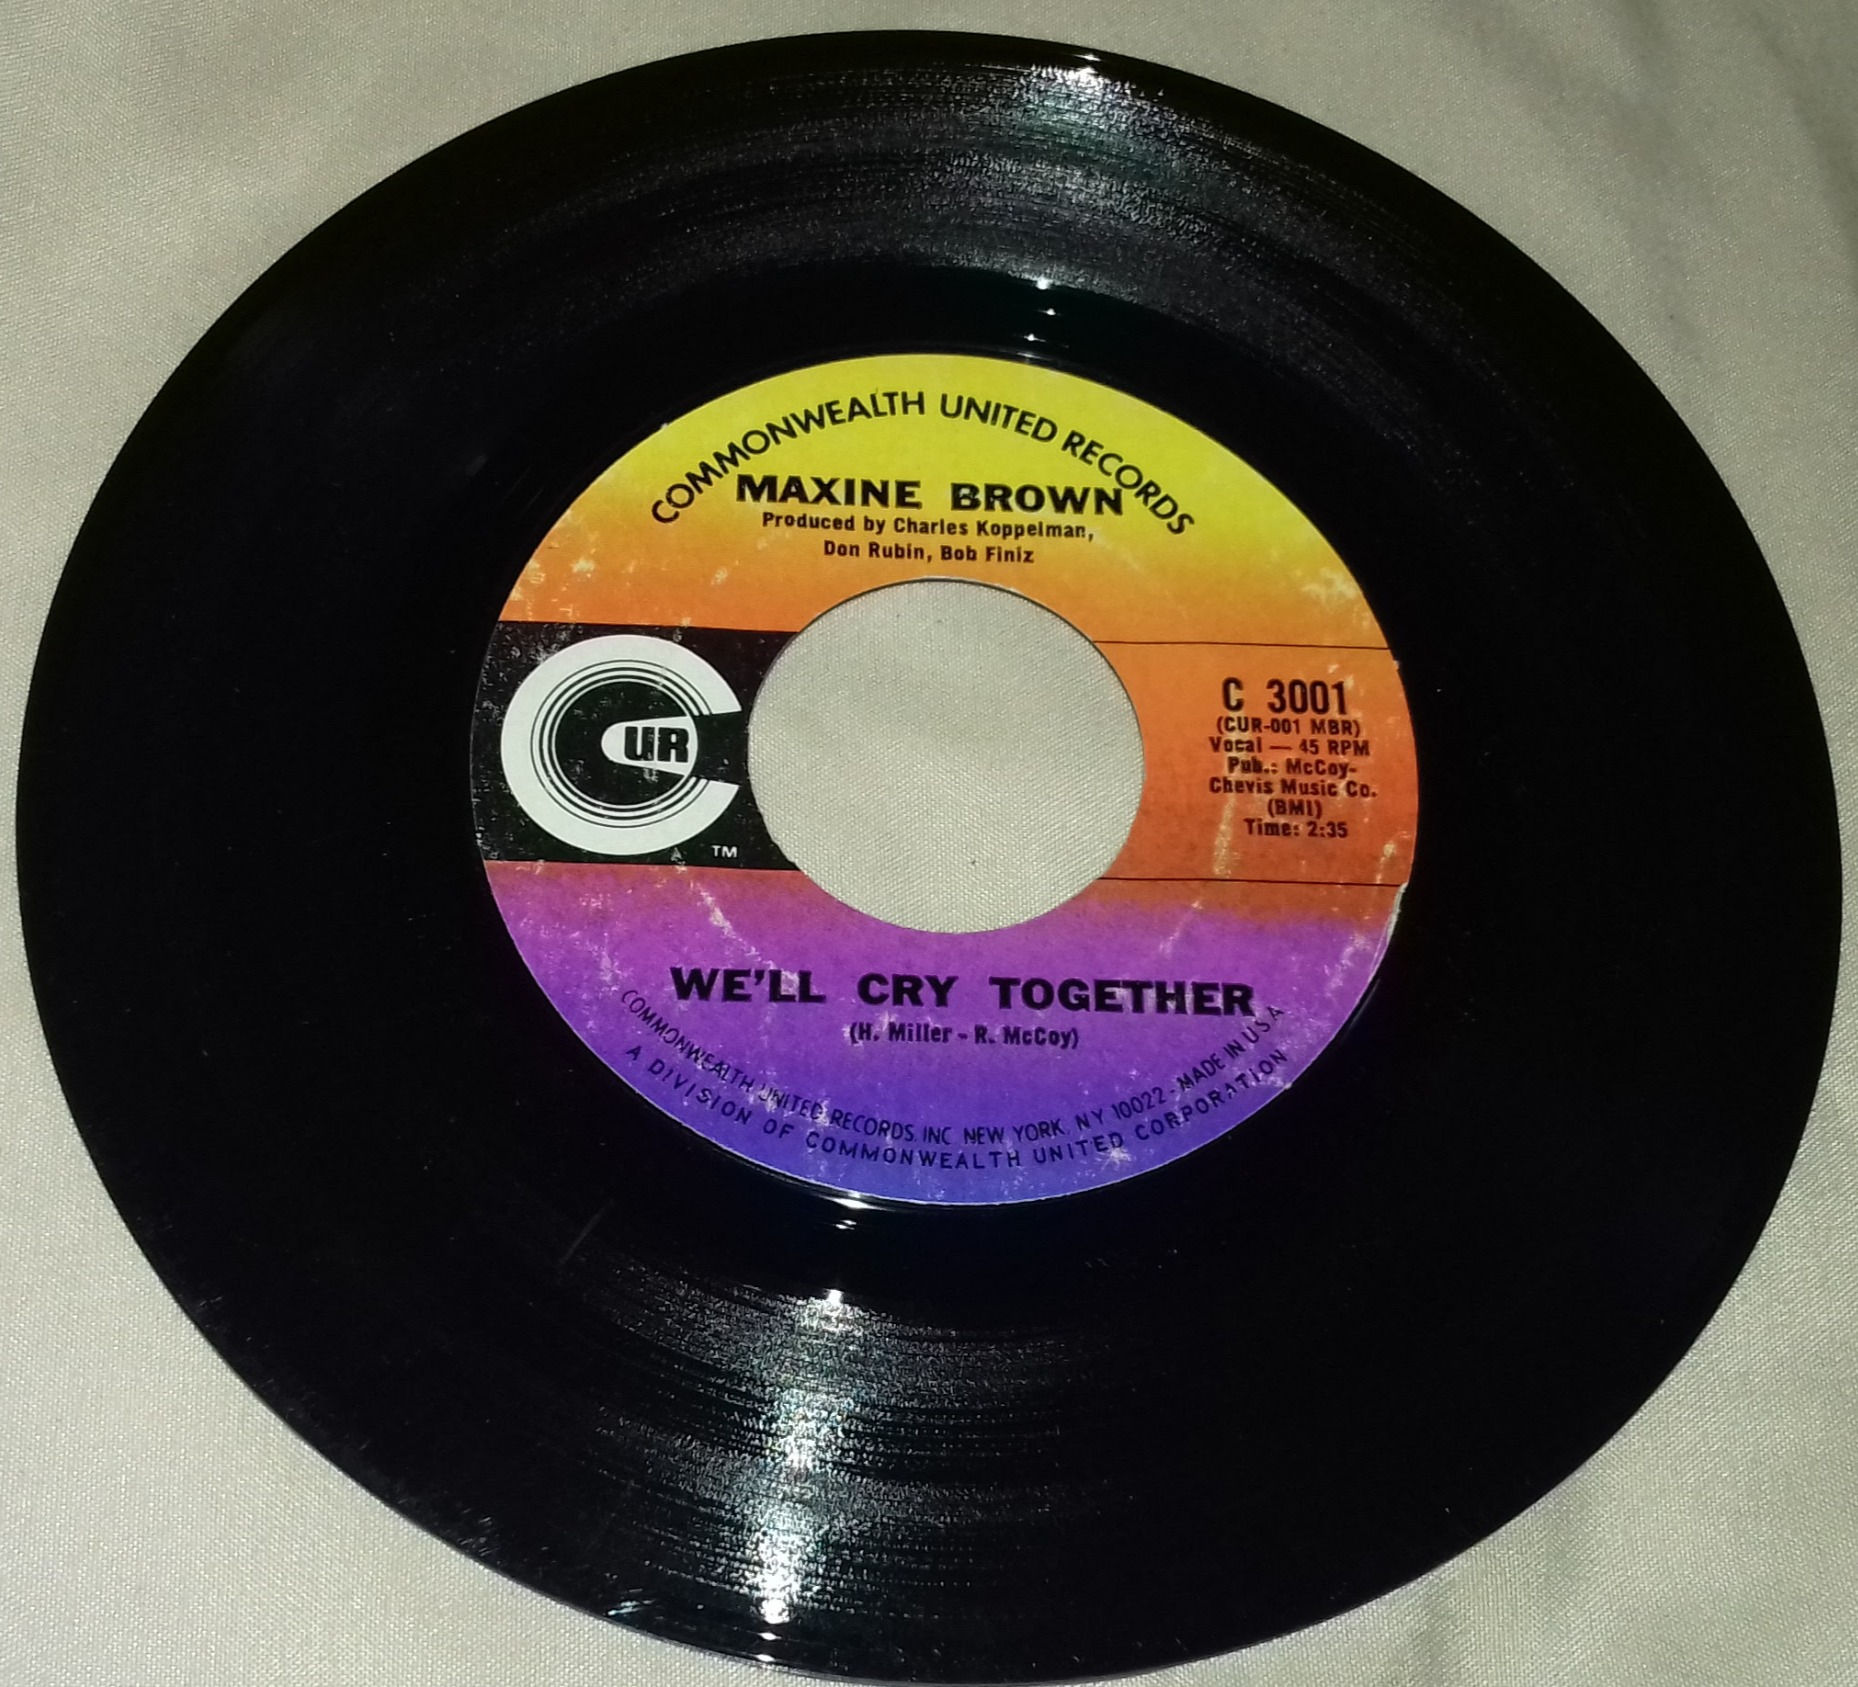 COMMONWEALTH UNITED RECORDS
MAXINE BROWN
Produced by Charles Koppelman,
Don Rubin, Bob Finiz
CUR
TM
C 3001
(CUR-001 MBR)
Vocal — 45 RPM
Pub.: McCoy-
Chevis Music Co.
(BMI)
Time: 2:35
WE'LL CRY TOGETHER
(H. Miller - R. McCoy)
COMMONWEALTH UNITED RECORDS, INC. NEW YORK, N.Y. 10022 - MADE IN U.S.A.
A DIVISION OF COMMONWEALTH UNITED CORPORATION